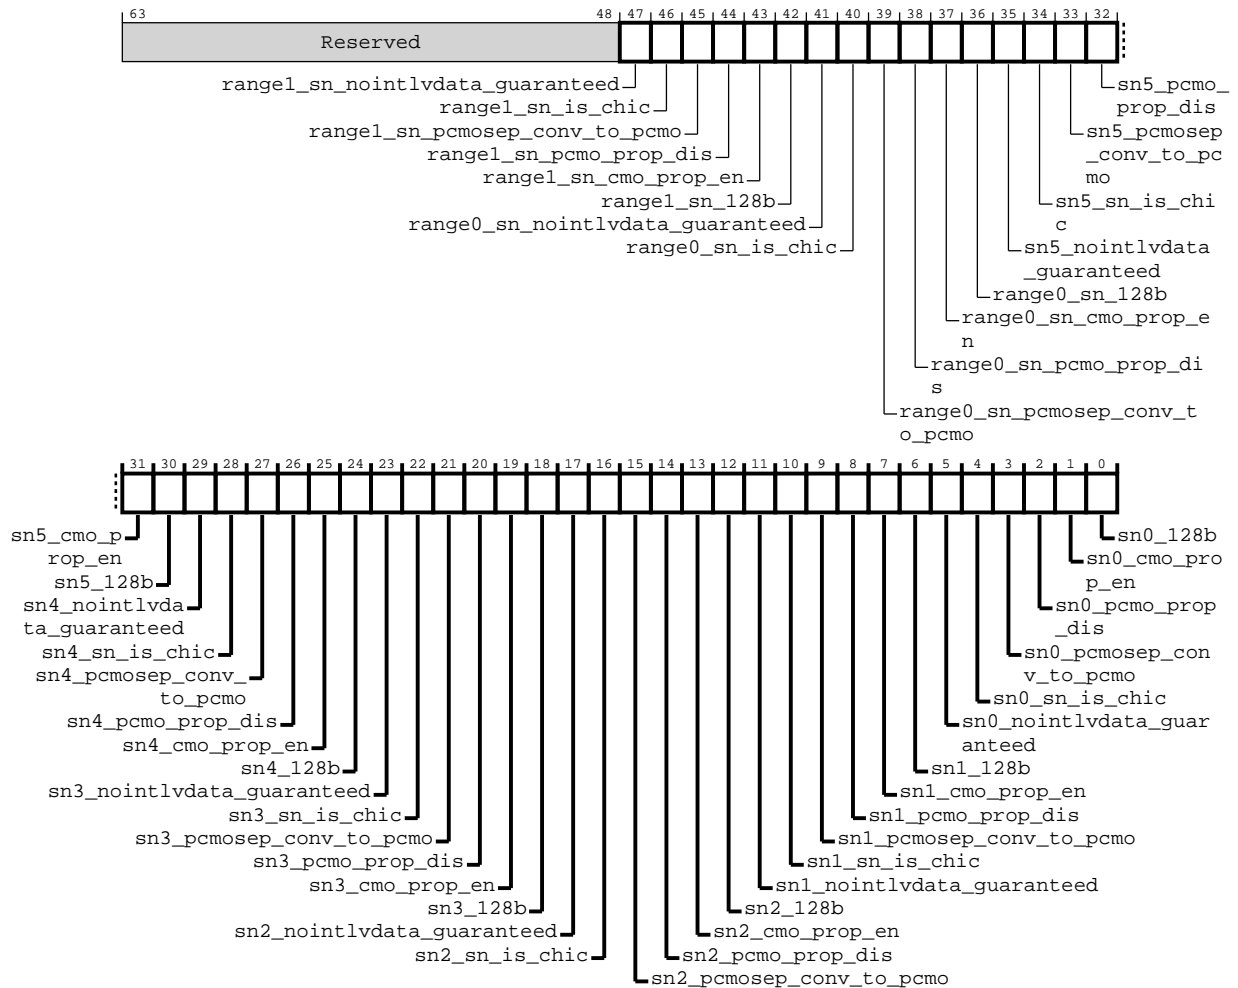 63 48 47 46 45 44 43 42 41 40 39 38 37 36 35 34 33 32
Reserved
range1_sn_nointlvdata_guaranteed
range1_sn_is_chic
range1_sn_pcmosep_conv_to_pcmo
range1_sn_pcmo_prop_dis
range1_sn_cmo_prop_en
range1_sn_128b
range0_sn_nointlvdata_guaranteed
range0_sn_is_chic
sn5_pcmo_
prop_dis
sn5_pcmosep
_conv_to_pc
mo
sn5_sn_is_chi
c
sn5_nointlvdata
_guaranteed
range0_sn_128b
range0_sn_cmo_prop_e
n
range0_sn_pcmo_prop_di
s
range0_sn_pcmosep_conv_t
o_pcmo
31 30 29 28 27 26 25 24 23 22 21 20 19 18 17 16 15 14 13 12 11 10 9 8 7 6 5 4 3 2 1 0
sn5_cmo_p
rop_en
sn5_128b
sn4_nointlvda
ta_guaranteed
sn4_sn_is_chic
sn4_pcmosep_conv_
to_pcmo
sn4_pcmo_prop_dis
sn4_cmo_prop_en
sn4_128b
sn3_nointlvdata_guaranteed
sn3_sn_is_chic
sn3_pcmosep_conv_to_pcmo
sn3_pcmo_prop_dis
sn3_cmo_prop_en
sn3_128b
sn2_nointlvdata_guaranteed
sn2_sn_is_chic
sn0_128b
sn0_cmo_pro
p_en
sn0_pcmo_prop
_dis
sn0_pcmosep_con
v_to_pcmo
sn0_sn_is_chic
sn0_nointlvdata_guar
anteed
sn1_128b
sn1_cmo_prop_en
sn1_pcmo_prop_dis
sn1_pcmosep_conv_to_pcmo
sn1_sn_is_chic
sn1_nointlvdata_guaranteed
sn2_128b
sn2_cmo_prop_en
sn2_pcmo_prop_dis
sn2_pcmosep_conv_to_pcmo